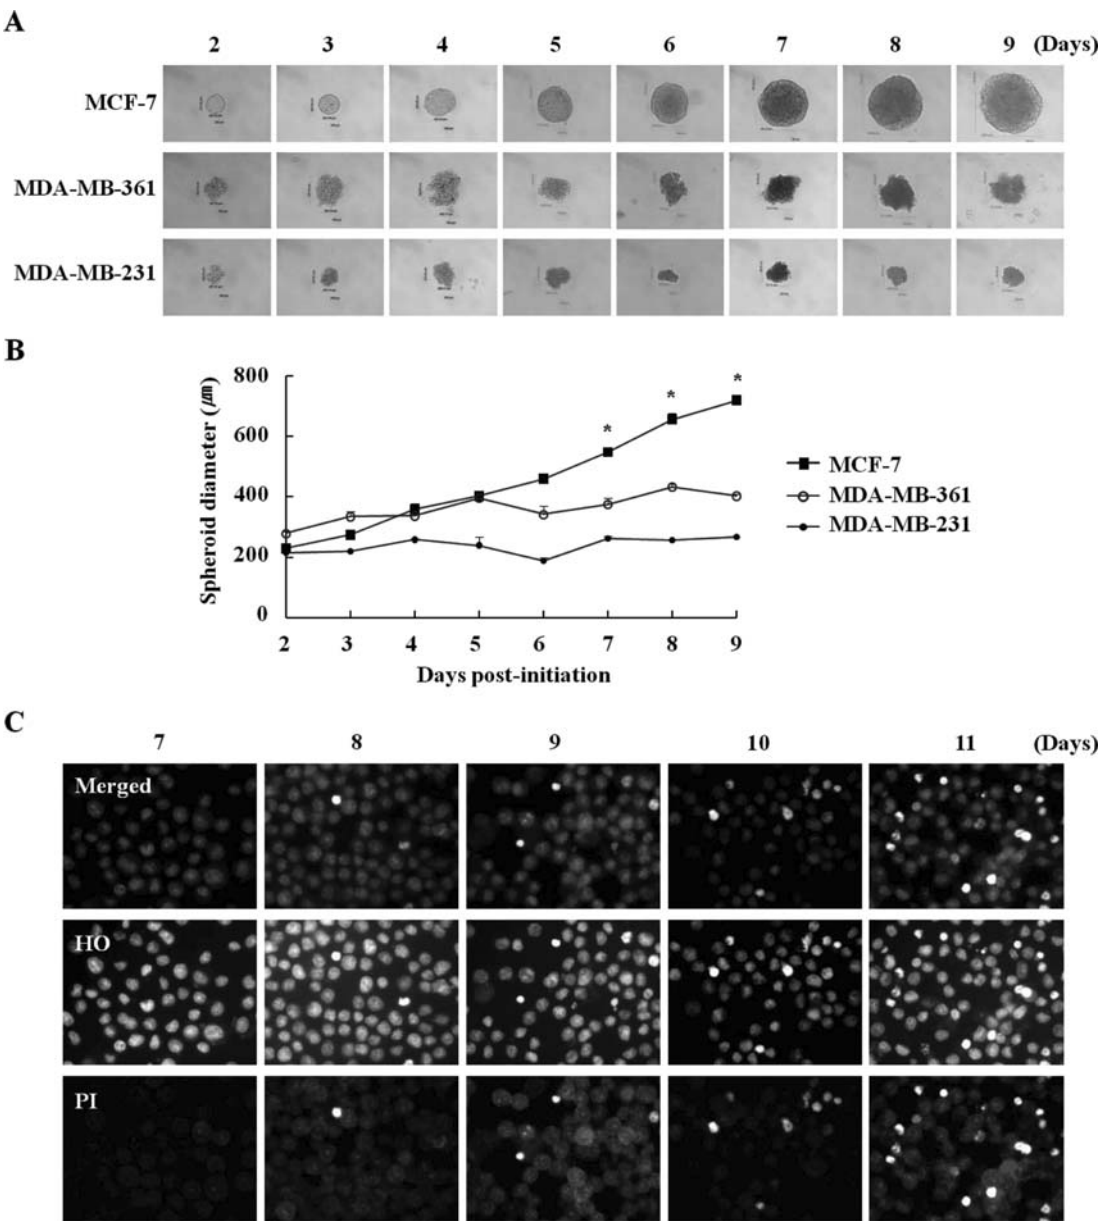 A
2 3 4 5 6 7 8 9 (Days)
MCF-7
MDA-MB-361
MDA-MB-231
B
800
600
400
200
0
Spheroid diameter (㎛)
*
*
*
2 3 4 5 6 7 8 9
Days post-initiation
MCF-7
MDA-MB-361
MDA-MB-231
C
7 8 9 10 11 (Days)
Merged
HO
PI